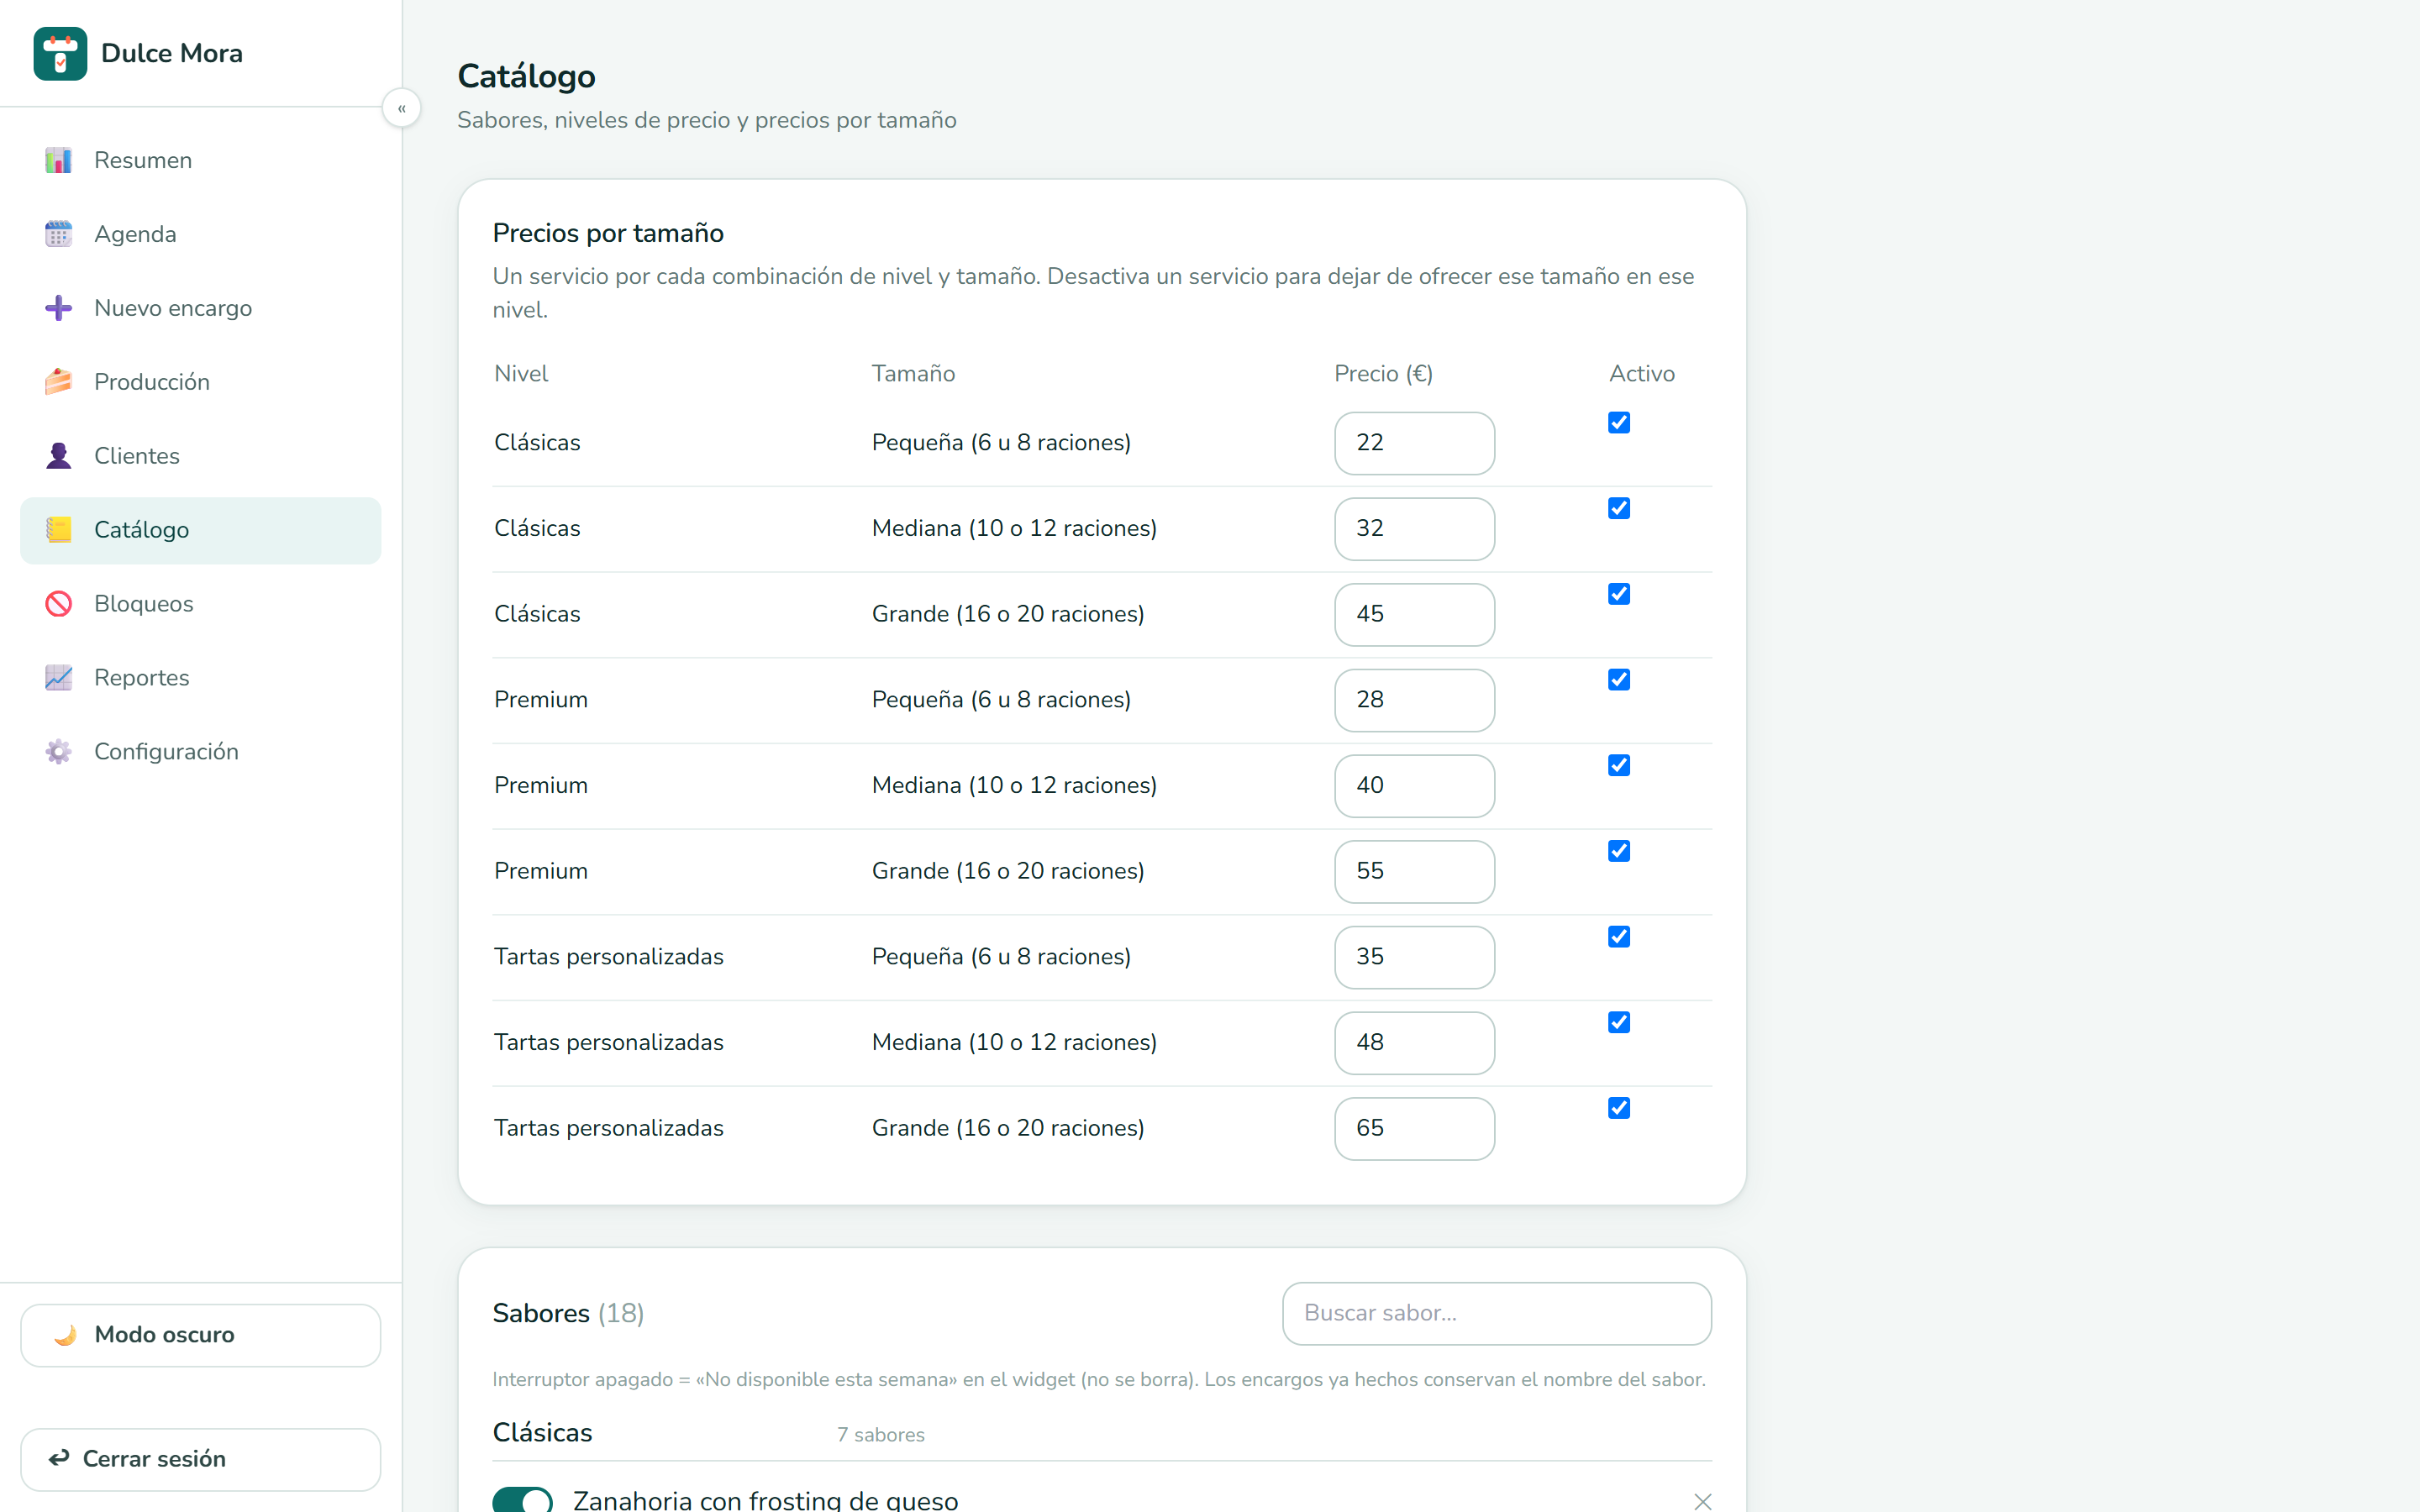 Dulce Mora
«
Resumen
Agenda
Nuevo encargo
Producción
Clientes
Catálogo
Bloqueos
Reportes
Configuración
Modo oscuro
Cerrar sesión
Catálogo
Sabores, niveles de precio y precios por tamaño
Precios por tamaño
Un servicio por cada combinación de nivel y tamaño. Desactiva un servicio para dejar de ofrecer ese tamaño en ese
nivel.
Nivel Tamaño Precio (€) Activo
Clásicas Pequeña (6 u 8 raciones) 22
Clásicas Mediana (10 o 12 raciones) 32
Clásicas Grande (16 o 20 raciones) 45
Premium Pequeña (6 u 8 raciones) 28
Premium Mediana (10 o 12 raciones) 40
Premium Grande (16 o 20 raciones) 55
Tartas personalizadas Pequeña (6 u 8 raciones) 35
Tartas personalizadas Mediana (10 o 12 raciones) 48
Tartas personalizadas Grande (16 o 20 raciones) 65
Sabores (18) Buscar sabor...
Interruptor apagado = «No disponible esta semana» en el widget (no se borra). Los encargos ya hechos conservan el nombre del sabor.
Clásicas 7 sabores
Zanahoria con frosting de queso